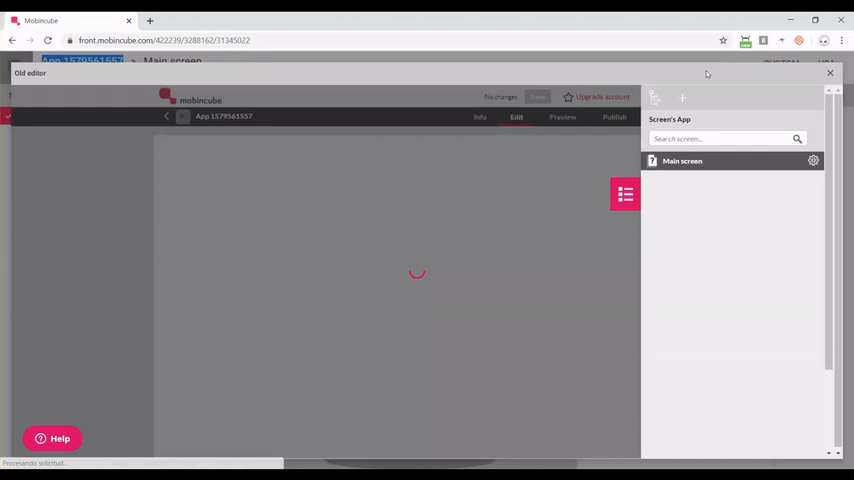 Mobincube
front.mobincube.com/422239/3288162/31345022
App 1579561557 > Main screen
Old editor
mobincube
No changes
Upgrade account
App 1579561557
Info
Edit
Preview
Publish
Screen's App
Search screen...
Main screen
Help
Procesando solicitud...